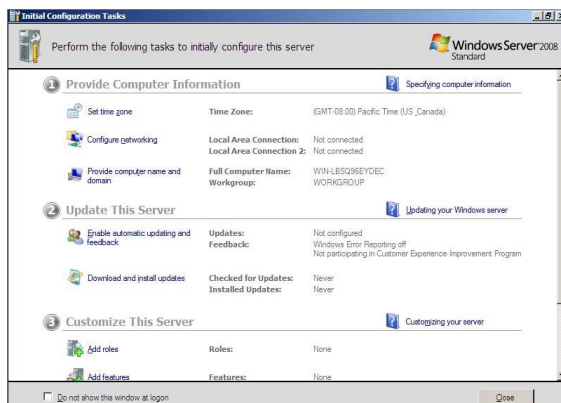 Initial Configuration Tasks
Perform the following tasks to initially configure this server
Windows Server 2008
Standard
1 Provide Computer Information
Specifying computer information
Set time zone
Time Zone: (GMT-08:00) Pacific Time (US_Canada)
Configure networking
Local Area Connection: Not connected
Local Area Connection 2: Not connected
Provide computer name and domain
Full Computer Name: WIN-LBSQ96EYDEC
Workgroup: WORKGROUP
2 Update This Server
Updating your Windows server
Enable automatic updating and feedback
Updates: Not configured
Feedback: Windows Error Reporting off
Not participating in Customer Experience Improvement Program
Download and install updates
Checked for Updates: Never
Installed Updates: Never
3 Customize This Server
Customizing your server
Add roles
Roles: None
Add features
Features: None
Do not show this window at logon
Close